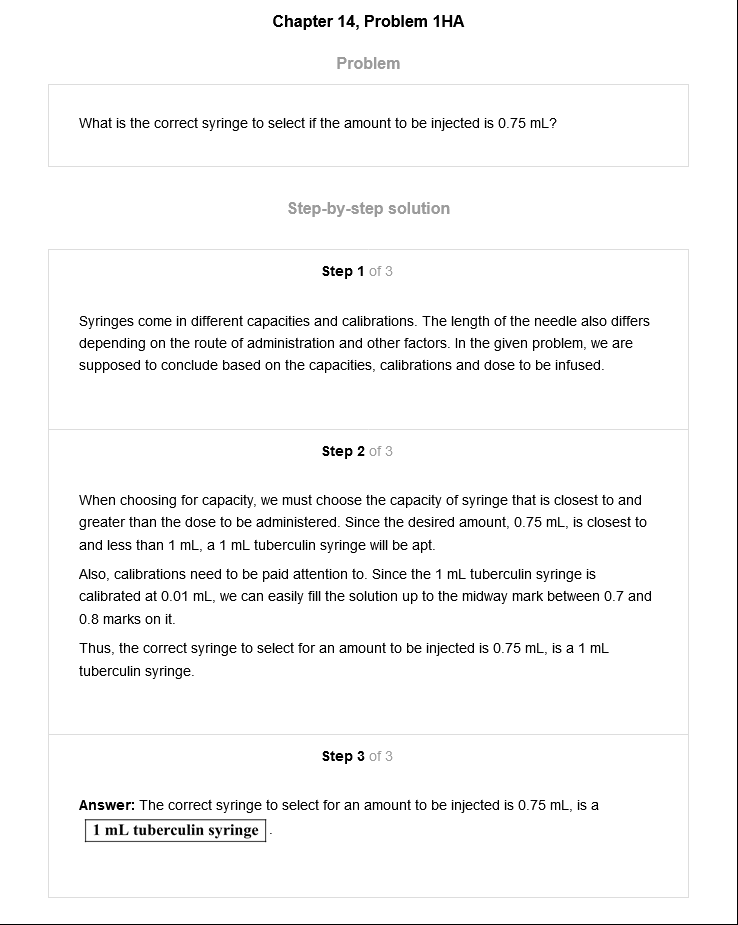 Chapter 14, Problem 1HA
Problem
What is the correct syringe to select if the amount to be injected is 0.75 mL?
Step-by-step solution
Step 1 of 3
Syringes come in different capacities and calibrations. The length of the needle also differs
depending on the route of administration and other factors. In the given problem, we are
supposed to conclude based on the capacities, calibrations and dose to be infused.
Step 2 of 3
When choosing for capacity, we must choose the capacity of syringe that is closest to and
greater than the dose to be administered. Since the desired amount, 0.75 mL, is closest to
and less than 1 mL, a 1 mL tuberculin syringe will be apt.
Also, calibrations need to be paid attention to. Since the 1 mL tuberculin syringe is
calibrated at 0.01 mL, we can easily fill the solution up to the midway mark between 0.7 and
0.8 marks on it.
Thus, the correct syringe to select for an amount to be injected is 0.75 mL, is a 1 mL
tuberculin syringe.
Step 3 of 3
Answer: The correct syringe to select for an amount to be injected is 0.75 mL, is a
1 mL tuberculin syringe.